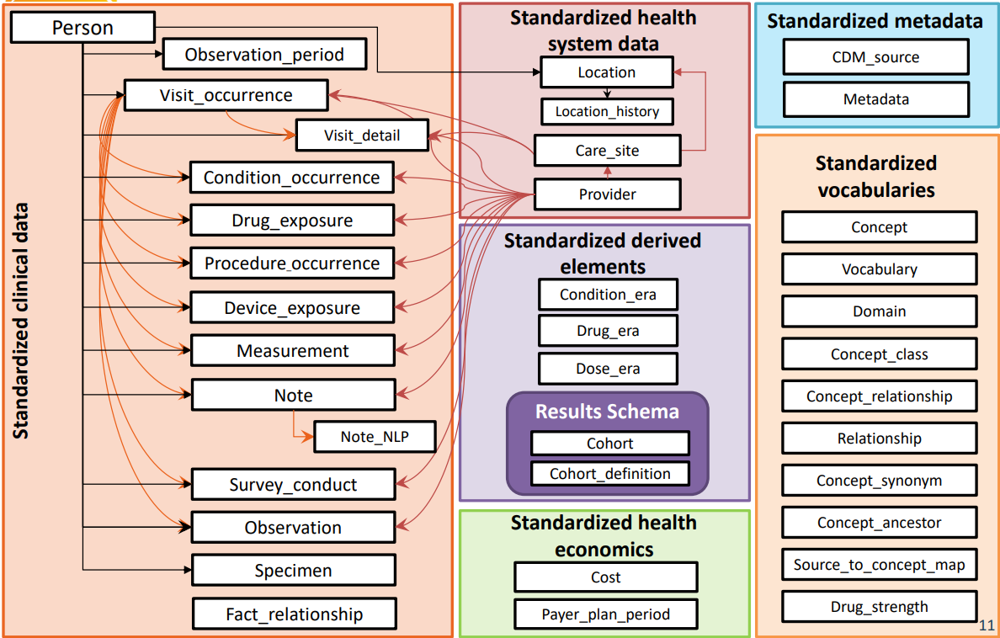 Standardized clinical data
Person
Observation_period
Visit_occurrence
Visit_detail
Condition_occurrence
Drug_exposure
Procedure_occurrence
Device_exposure
Measurement
Note
Note_NLP
Survey_conduct
Observation
Specimen
Fact_relationship
Standardized health
system data
Location
Location_history
Care_site
Provider
Standardized derived
elements
Condition_era
Drug_era
Dose_era
Results Schema
Cohort
Cohort_definition
Standardized health
economics
Cost
Payer_plan_period
Standardized metadata
CDM_source
Metadata
Standardized
vocabularies
Concept
Vocabulary
Domain
Concept_class
Concept_relationship
Relationship
Concept_synonym
Concept_ancestor
Source_to_concept_map
Drug_strength
11